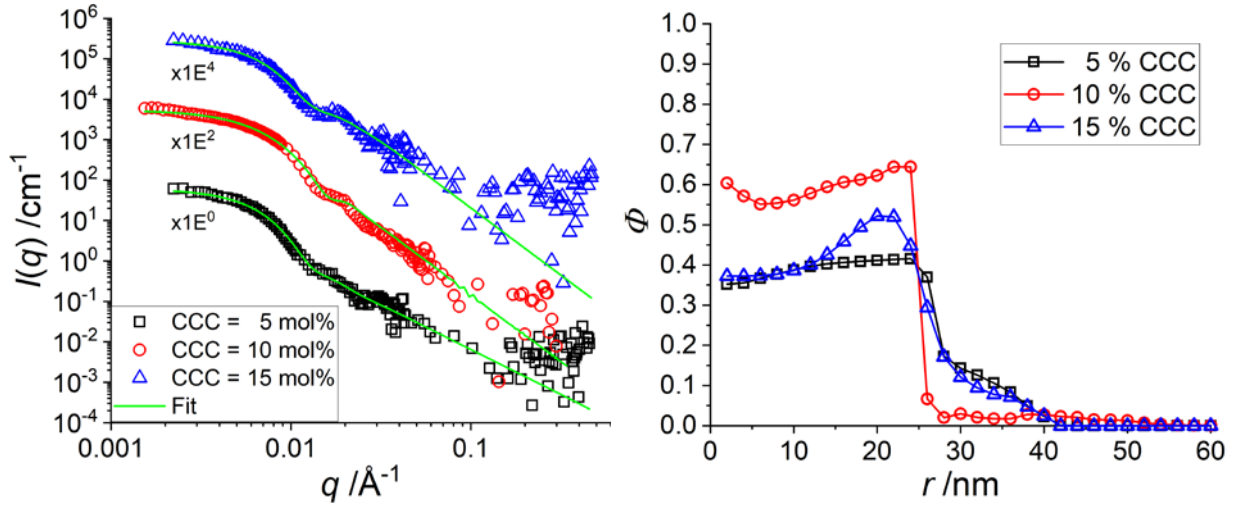 10^6
10^5
10^4
10^3
10^2
10^1
10^0
10^-1
10^-2
10^-3
10^-4
I(q) /cm^-1
x1E^4
x1E^2
x1E^0
CCC = 5 mol%
CCC = 10 mol%
CCC = 15 mol%
Fit
0.001 0.01 0.1
q /Å^-1
1.0
0.9
0.8
0.7
0.6
0.5
0.4
0.3
0.2
0.1
0.0
Φ
5 % CCC
10 % CCC
15 % CCC
0 10 20 30 40 50 60
r /nm